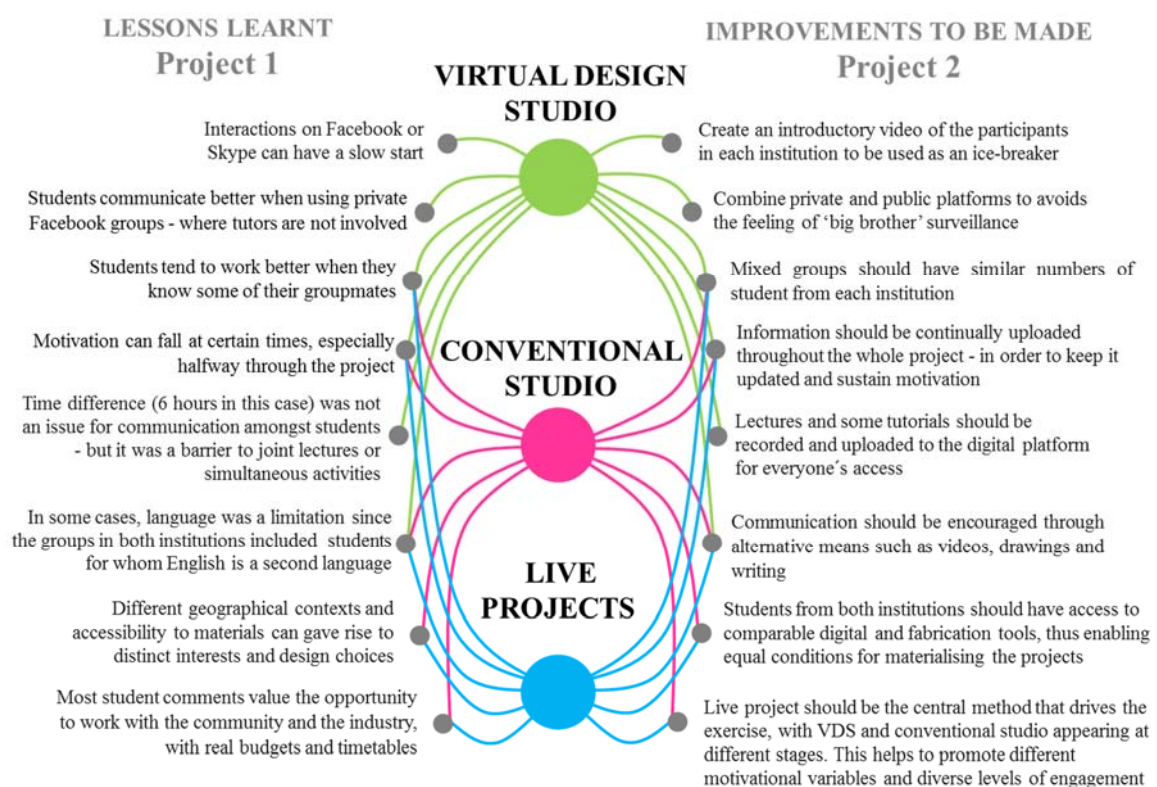 LESSONS LEARNT
Project 1
IMPROVEMENTS TO BE MADE
Project 2
VIRTUAL DESIGN
STUDIO
Interactions on Facebook or
Skype can have a slow start
Students communicate better when using private
Facebook groups - where tutors are not involved
Students tend to work better when they
know some of their groupmates
Motivation can fall at certain times, especially
halfway through the project
Time difference (6 hours in this case) was not
an issue for communication amongst students
- but it was a barrier to joint lectures or
simultaneous activities
In some cases, language was a limitation since
the groups in both institutions included students
for whom English is a second language
Different geographical contexts and
accessibility to materials can gave rise to
distinct interests and design choices
Most student comments value the opportunity
to work with the community and the industry,
with real budgets and timetables
CONVENTIONAL
STUDIO
LIVE
PROJECTS
Create an introductory video of the participants
in each institution to be used as an ice-breaker
Combine private and public platforms to avoids
the feeling of ‘big brother’ surveillance
Mixed groups should have similar numbers of
student from each institution
Information should be continually uploaded
throughout the whole project - in order to keep it
updated and sustain motivation
Lectures and some tutorials should be
recorded and uploaded to the digital platform
for everyone´s access
Communication should be encouraged through
alternative means such as videos, drawings and
writing
Students from both institutions should have access to
comparable digital and fabrication tools, thus enabling
equal conditions for materialising the projects
Live project should be the central method that drives the
exercise, with VDS and conventional studio appearing at
different stages. This helps to promote different
motivational variables and diverse levels of engagement